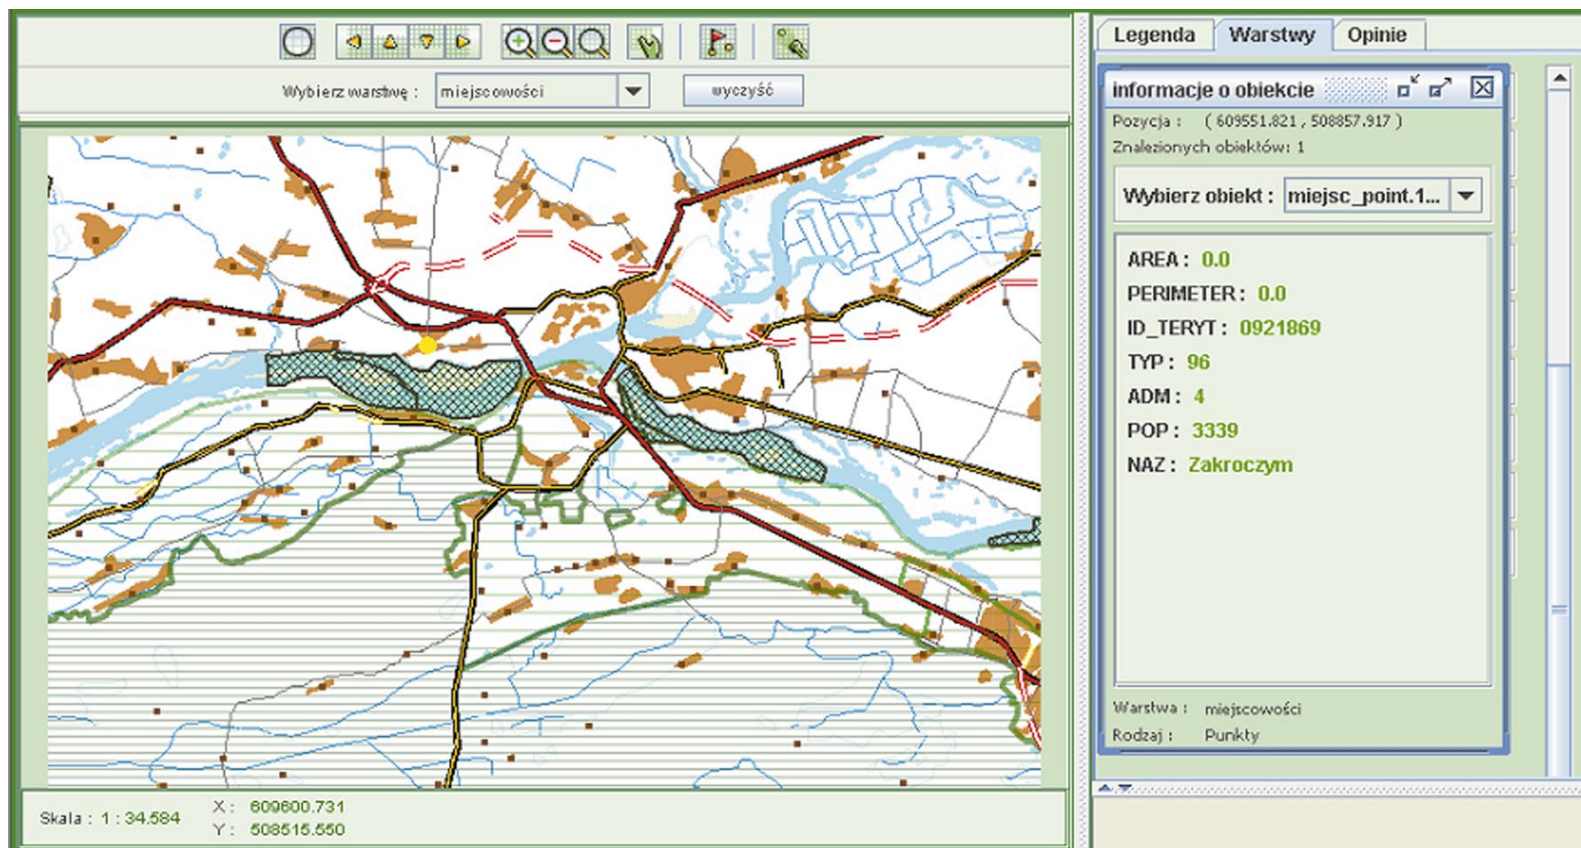 Legenda
Warstwy
Opinie
Wybierz warstwę :
miejscowości
wyczyść
informacje o obiekcie
Pozycja : ( 609551.821 , 508857.917 )
Znalezionych obiektów: 1
Wybierz obiekt : miejsc_point.1...
AREA : 0.0
PERIMETER : 0.0
ID_TERYT : 0921869
TYP : 96
ADM : 4
POP : 3339
NAZ : Zakroczym
Warstwa : miejscowości
Rodzaj : Punkty
Skala : 1 : 34.584
X : 609600.731
Y : 508515.550